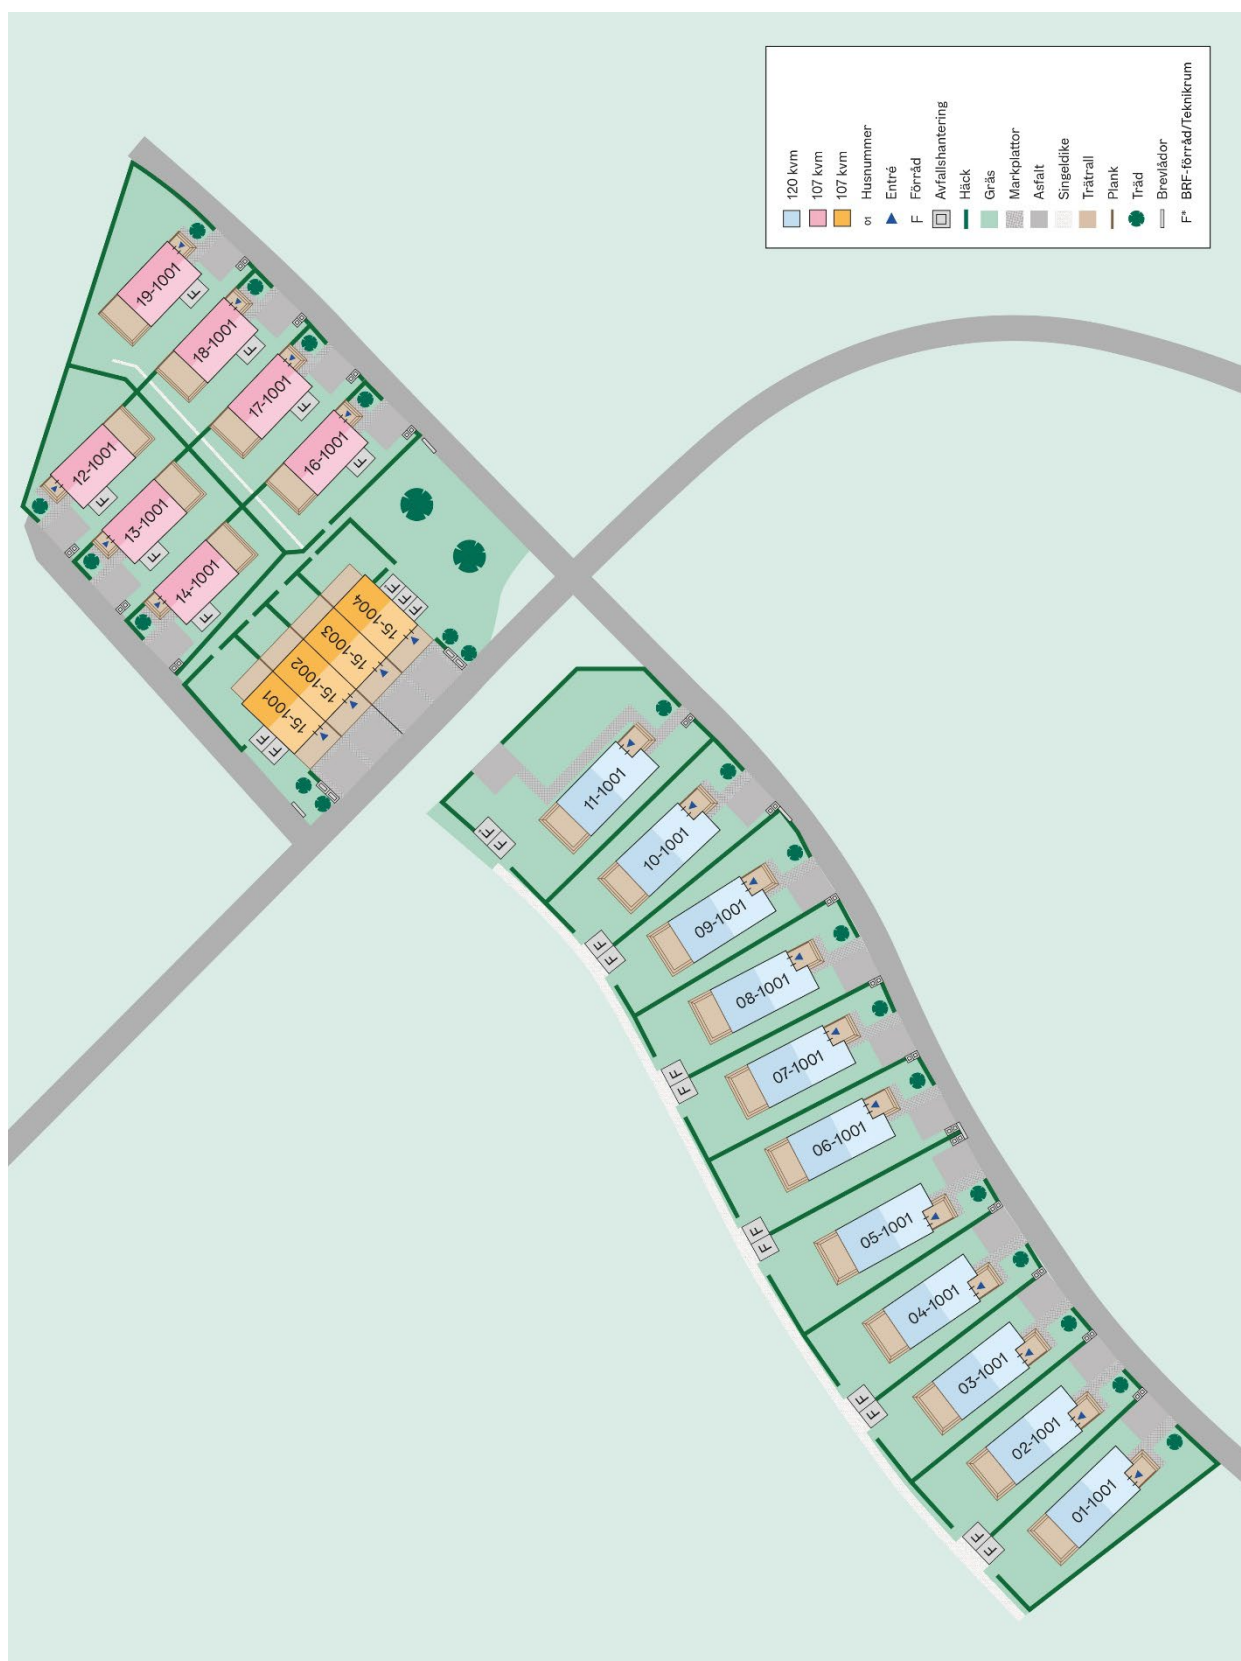 120 kvm
107 kvm
107 kvm
01 Husnummer
Entré
F Förråd
Avfallshantering
Häck
Gräs
Markplattor
Asfalt
Singeldike
Trätrall
Plank
Träd
Brevlådor
F* BRF-förråd/Teknikrum
19-1001
F
18-1001
F
17-1001
F
16-1001
F
12-1001
F
13-1001
F
14-1001
F
15-1004
15-1003
15-1002
15-1001
F*
F
F
F
F
11-1001
F*
F
10-1001
09-1001
F
F
08-1001
07-1001
F
F
06-1001
05-1001
F
F
04-1001
03-1001
F
F
02-1001
01-1001
F
F